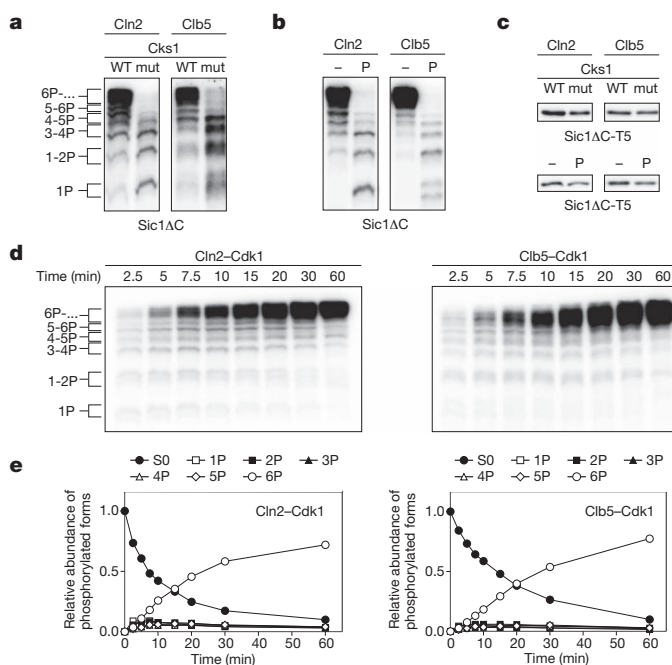 a
Cln2 Clb5
Cks1
WT mut WT mut
6P-...
5-6P
4-5P
3-4P
1-2P
1P
Sic1ΔC
b
Cln2 Clb5
– P – P
Sic1ΔC
c
Cln2 Clb5
Cks1
WT mut WT mut
Sic1ΔC-T5
– P – P
Sic1ΔC-T5
d
Cln2–Cdk1 Clb5–Cdk1
Time (min) 2.5 5 7.5 10 15 20 30 60 2.5 5 7.5 10 15 20 30 60
6P-...
5-6P
4-5P
3-4P
1-2P
1P
e
S0 1P 2P 3P
4P 5P 6P
Relative abundance of
phosphorylated forms
1.0
0.5
0.0
Cln2–Cdk1
0 10 20 30 40 50 60
Time (min)
S0 1P 2P 3P
4P 5P 6P
Relative abundance of
phosphorylated forms
1.0
0.5
0.0
Clb5–Cdk1
0 10 20 30 40 50 60
Time (min)